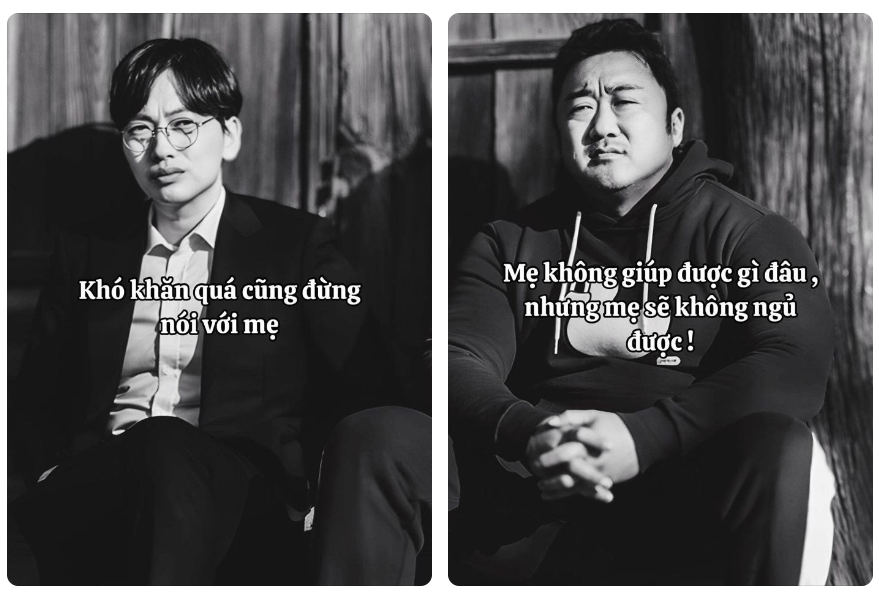 Khó khăn quá cũng đừng
nói với mẹ
Mẹ không giúp được gì đâu ,
nhưng mẹ sẽ không ngủ
được !